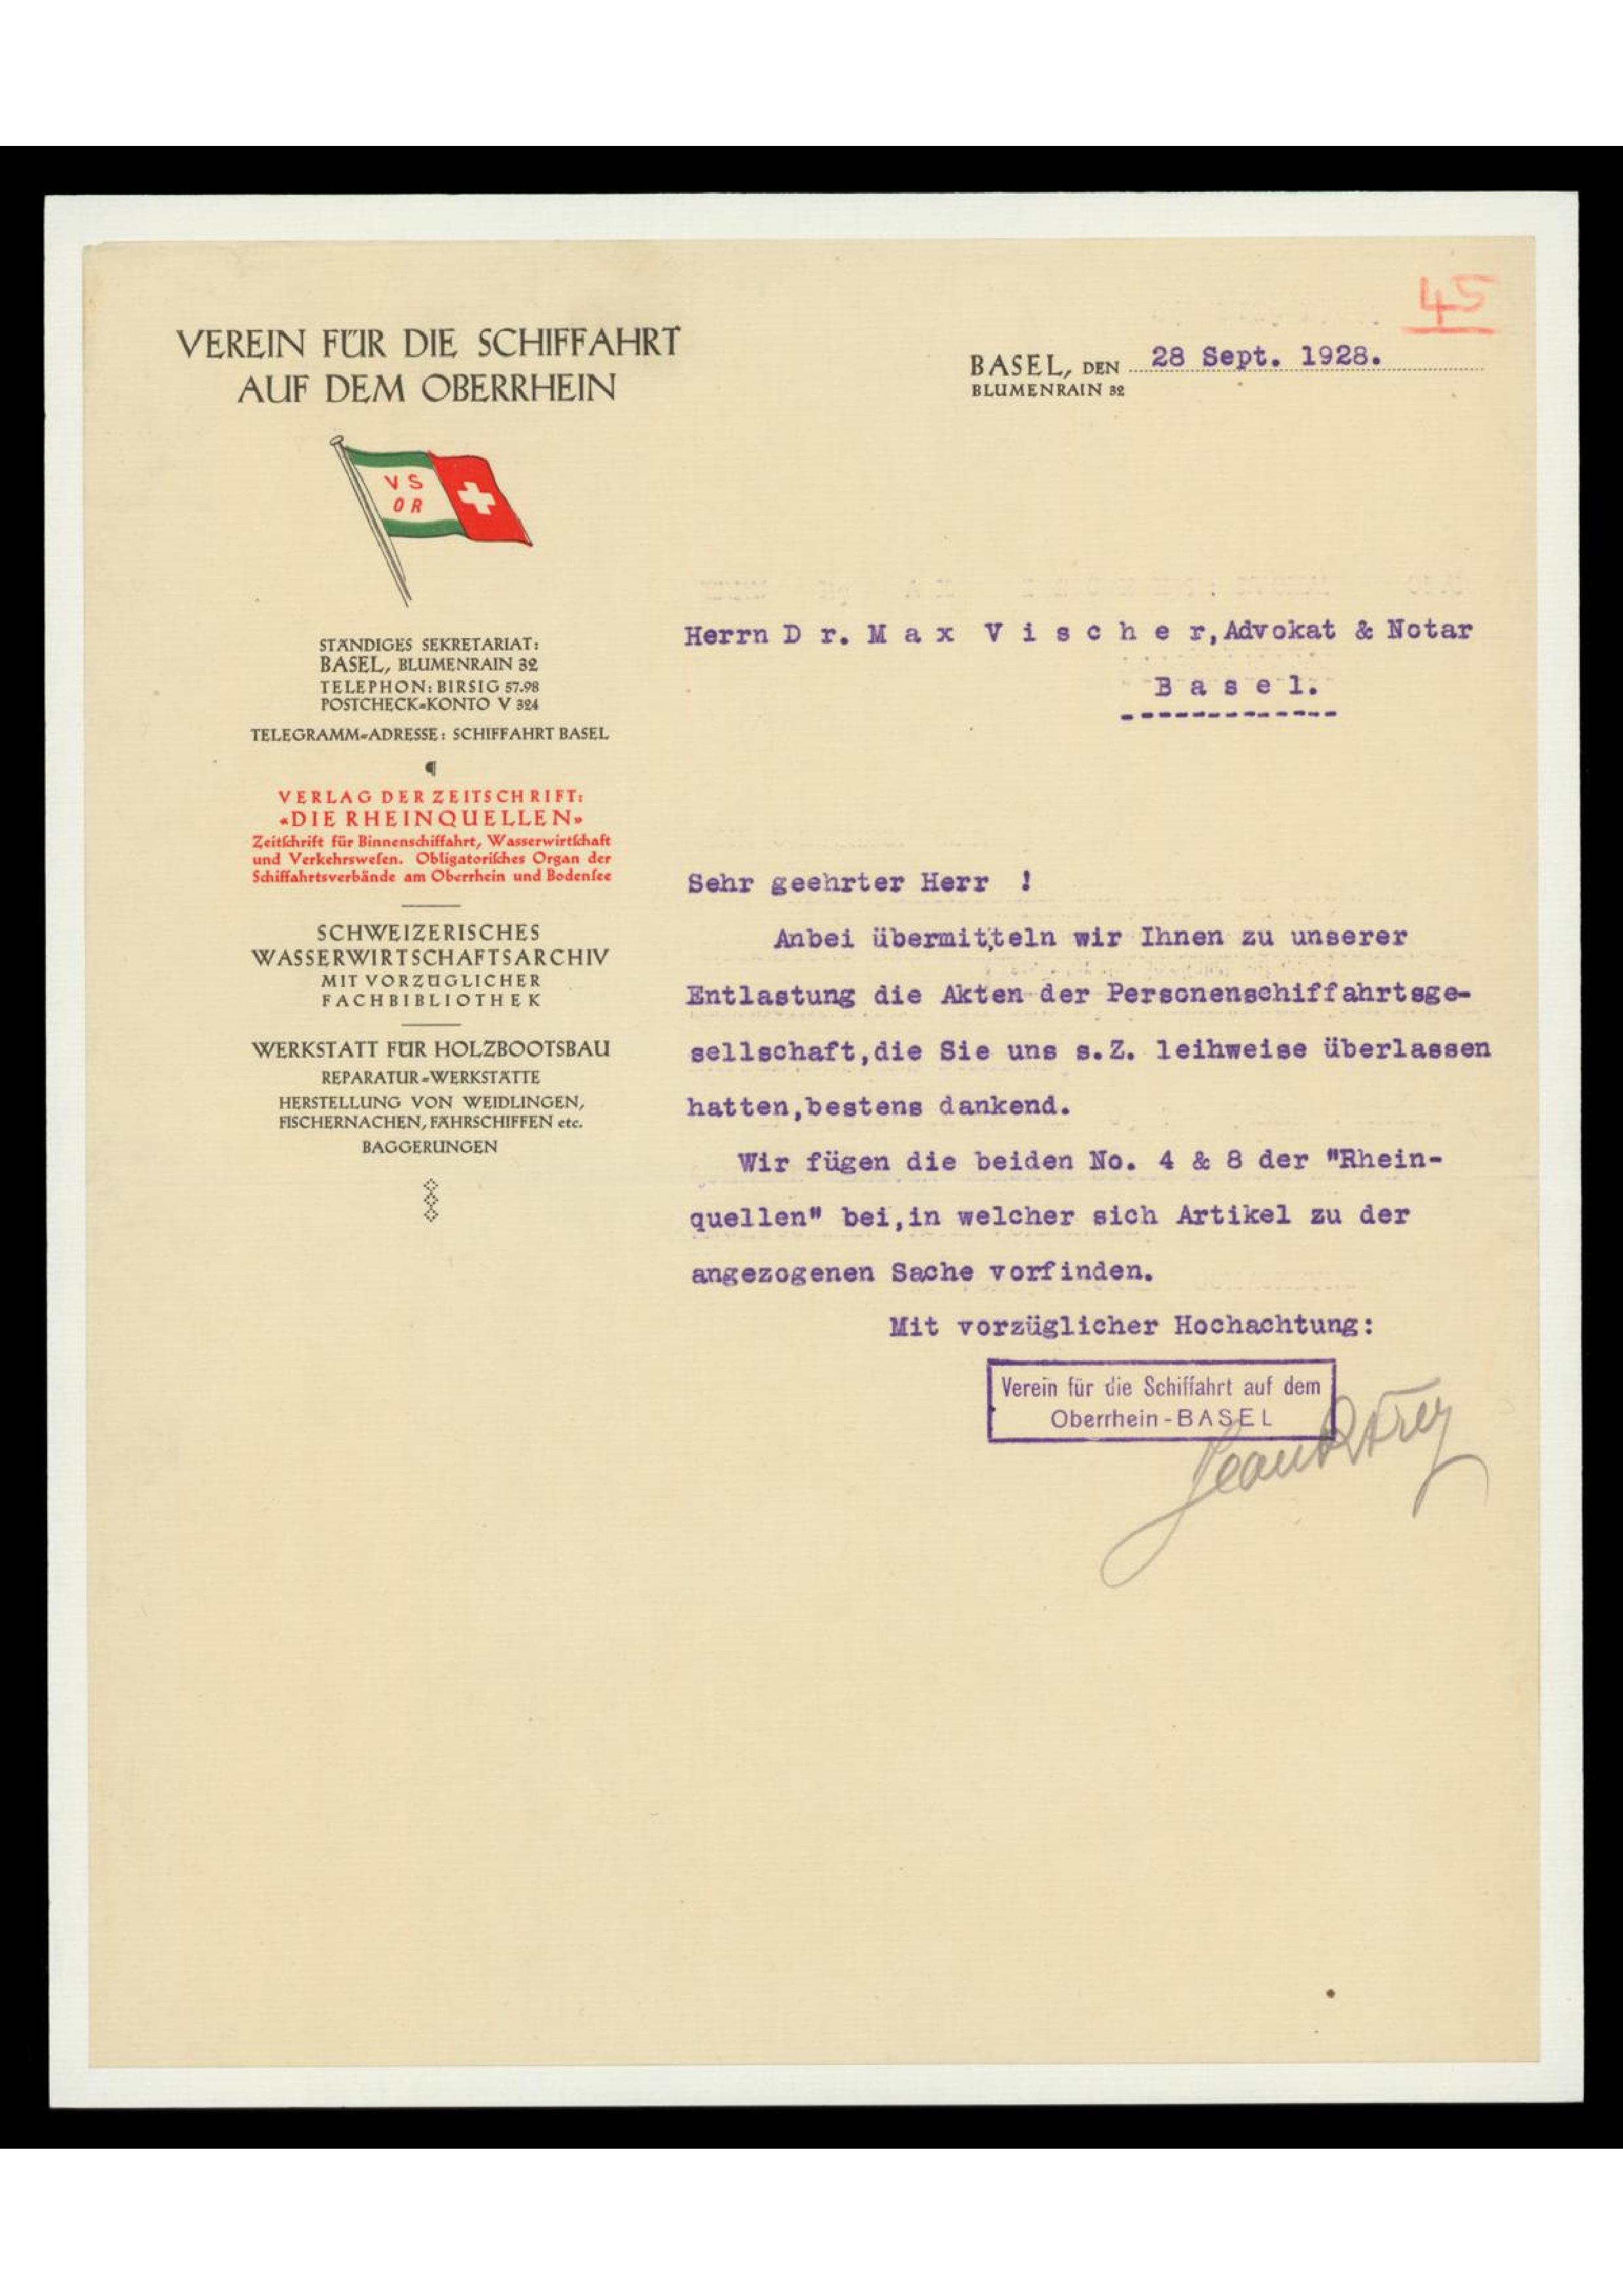 45
VEREIN FÜR DIE SCHIFFAHRT
AUF DEM OBERRHEIN
BASEL, DEN 28 Sept. 1928.
BLUMENRAIN 32
V S
O R
STÄNDIGES SEKRETARIAT:
BASEL, BLUMENRAIN 32
TELEPHON: BIRSIG 57.98
POSTCHECK-KONTO V 324
TELEGRAMM-ADRESSE: SCHIFFAHRT BASEL
VERLAG DER ZEITSCHRIFT:
«DIE RHEINQUELLEN»
Zeitſchrift für Binnenschiffahrt, Waſſerwirtſchaft
und Verkehrsweſen. Obligatoriſches Organ der
Schiffahrtsverbände am Oberrhein und Bodenſee
SCHWEIZERISCHES
WASSERWIRTSCHAFTSARCHIV
MIT VORZÜGLICHER
FACHBIBLIOTHEK
WERKSTATT FÜR HOLZBOOTSBAU
REPARATUR-WERKSTÄTTE
HERSTELLUNG VON WEIDLINGEN,
FISCHERNACHEN, FÄHRSCHIFFEN etc.
BAGGERUNGEN
Herrn D r. M a x V i s c h e r, Advokat & Notar
B a s e l.
Sehr geehrter Herr !
Anbei übermitteln wir Ihnen zu unserer
Entlastung die Akten der Personenschiffahrtsge-
sellschaft,die Sie uns s.Z. leihweise überlassen
hatten,bestens dankend.
Wir fügen die beiden No. 4 & 8 der "Rhein-
quellen" bei,in welcher sich Artikel zu der
angezogenen Sache vorfinden.
Mit vorzüglicher Hochachtung:
Verein für die Schiffahrt auf dem
Oberrhein - BASEL
Jean R Frey